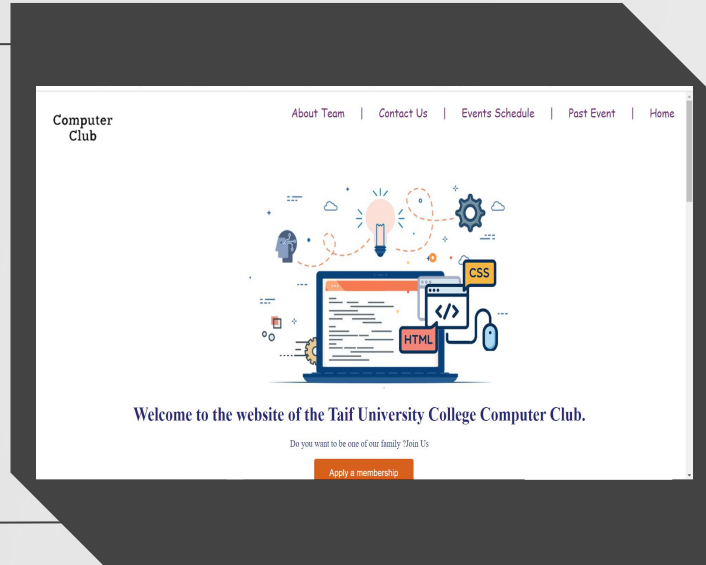 Computer
Club
About Team | Contact Us | Events Schedule | Past Event | Home
CSS
</>
HTML
Welcome to the website of the Taif University College Computer Club.
Do you want to be one of our family ?Join Us
Apply a membership